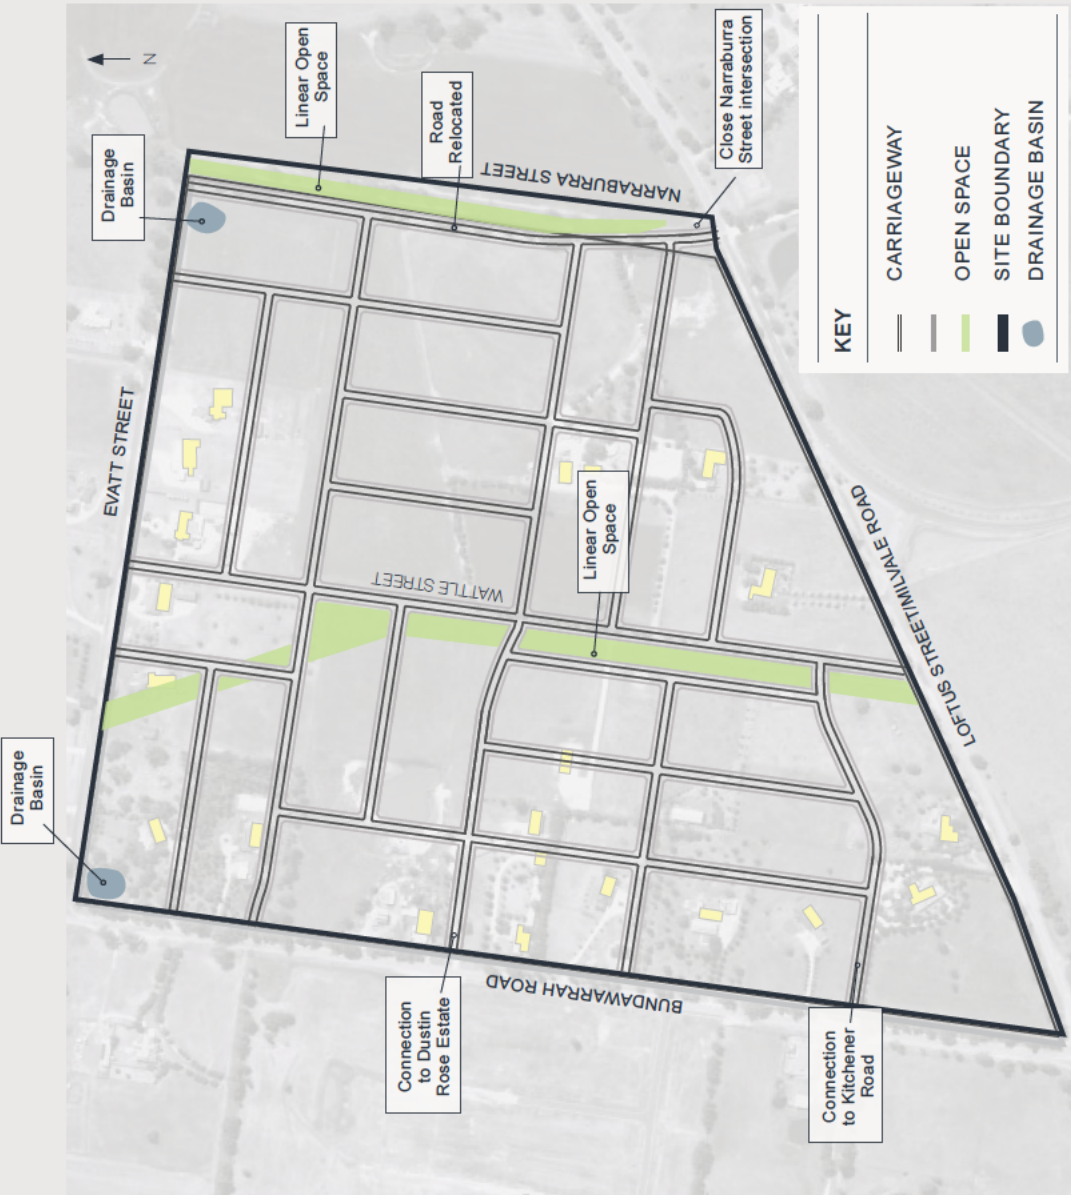 N
Drainage
Basin
Linear Open
Space
Road
Relocated
Close Narraburra
Street intersection
NARRABURRA STREET
EVATT STREET
WATTLE STREET
Linear Open
Space
LOFTUS STREET/MILVALE ROAD
Drainage
Basin
BUNDAWARRAH ROAD
Connection
to Dustin
Rose Estate
Connection
to Kitchener
Road
KEY
CARRIAGEWAY
OPEN SPACE
SITE BOUNDARY
DRAINAGE BASIN